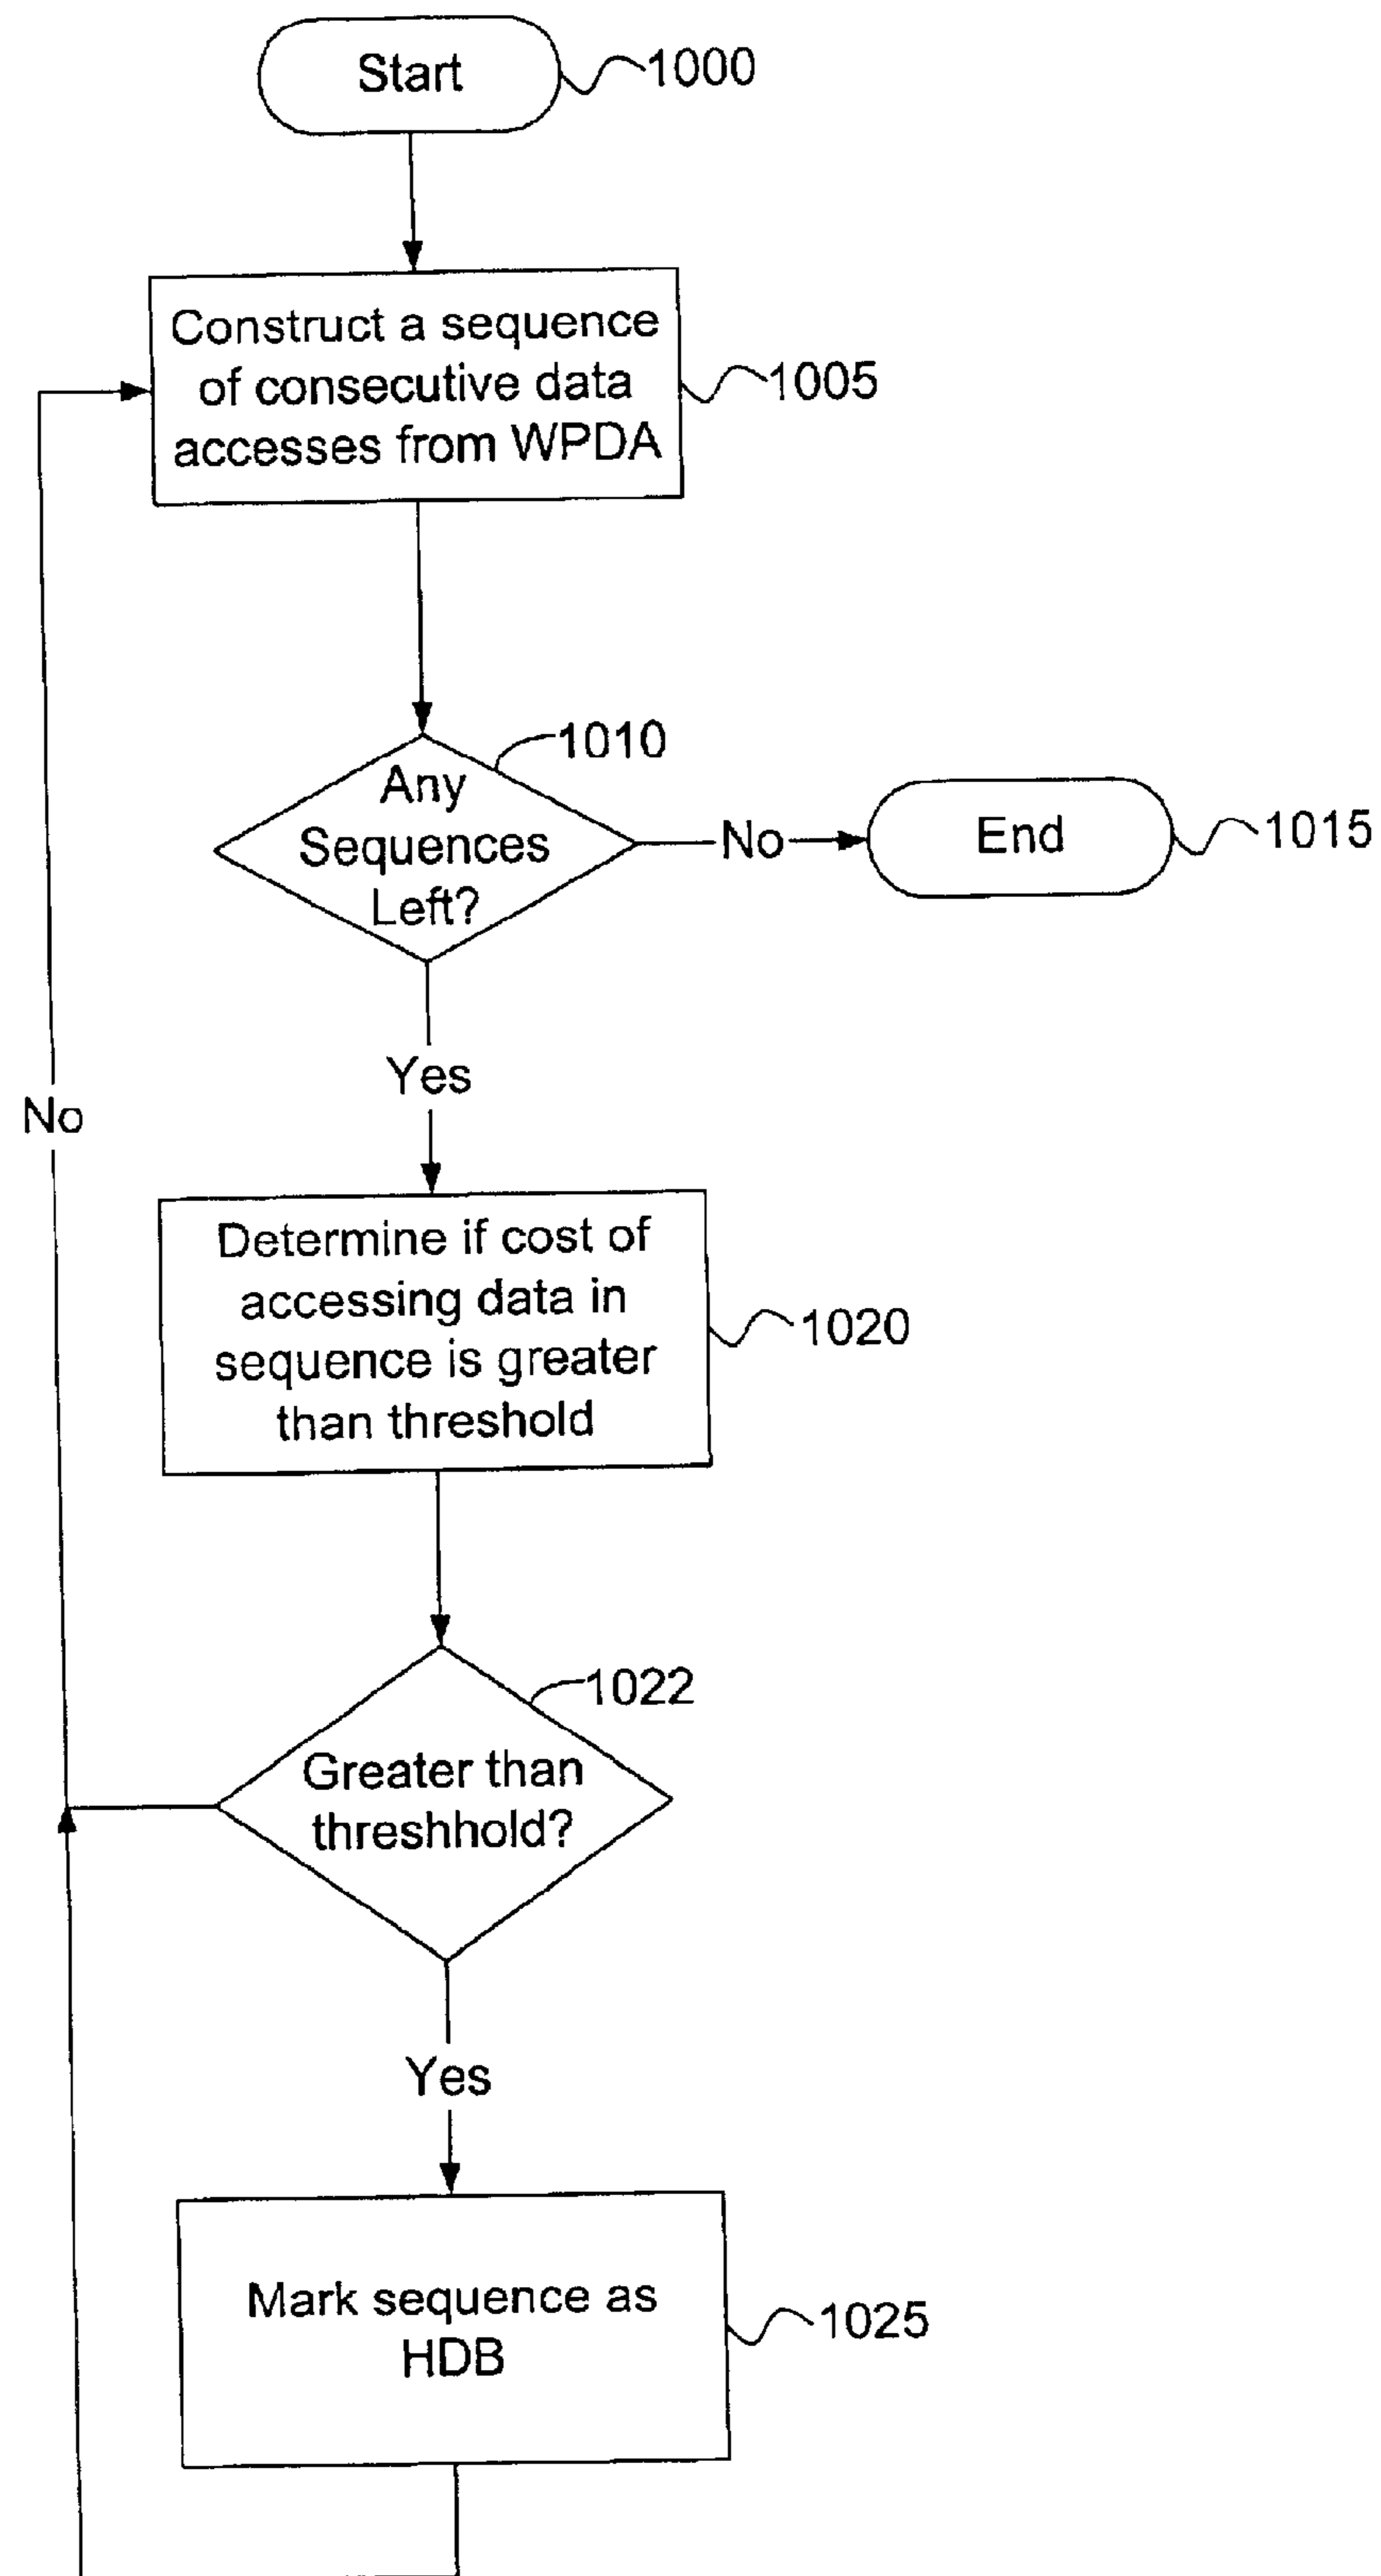 Start
1000
Construct a sequence
of consecutive data
accesses from WPDA
1005
1010
Any
Sequences
Left?
No
End
1015
Yes
No
Determine if cost of
accessing data in
sequence is greater
than threshold
1020
1022
Greater than
threshhold?
Yes
Mark sequence as
HDB
1025